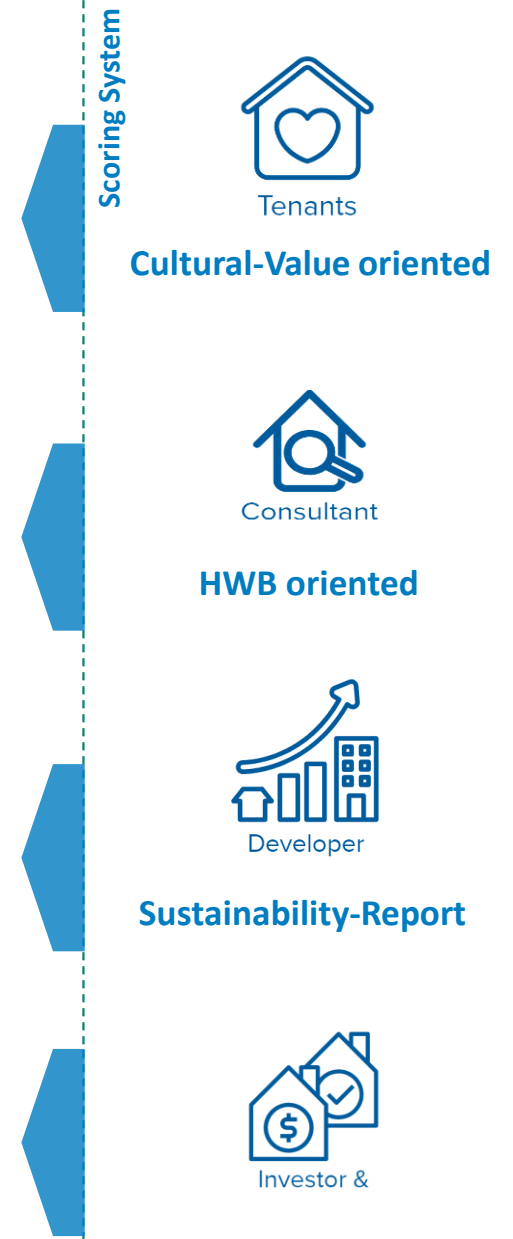 Scoring System
Tenants
Cultural-Value oriented
Consultant
HWB oriented
Developer
Sustainability-Report
$
Investor &